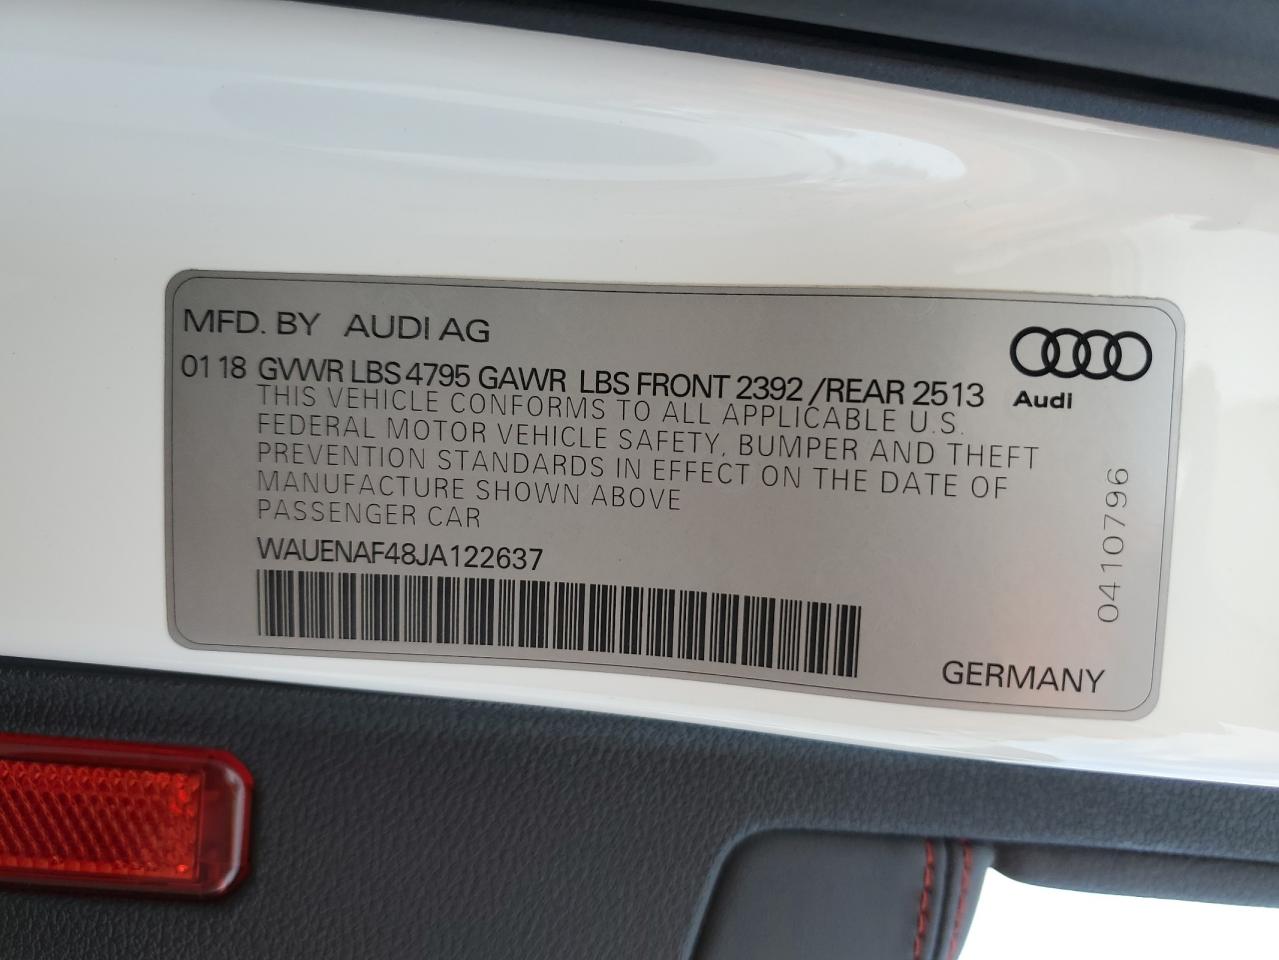 MFD. BY AUDI AG
01 18 GVWR LBS 4795 GAWR LBS FRONT 2392 /REAR 2513
Audi
THIS VEHICLE CONFORMS TO ALL APPLICABLE U.S.
FEDERAL MOTOR VEHICLE SAFETY, BUMPER AND THEFT
PREVENTION STANDARDS IN EFFECT ON THE DATE OF
MANUFACTURE SHOWN ABOVE
PASSENGER CAR
WAUENAF48JA122637
0410796
GERMANY